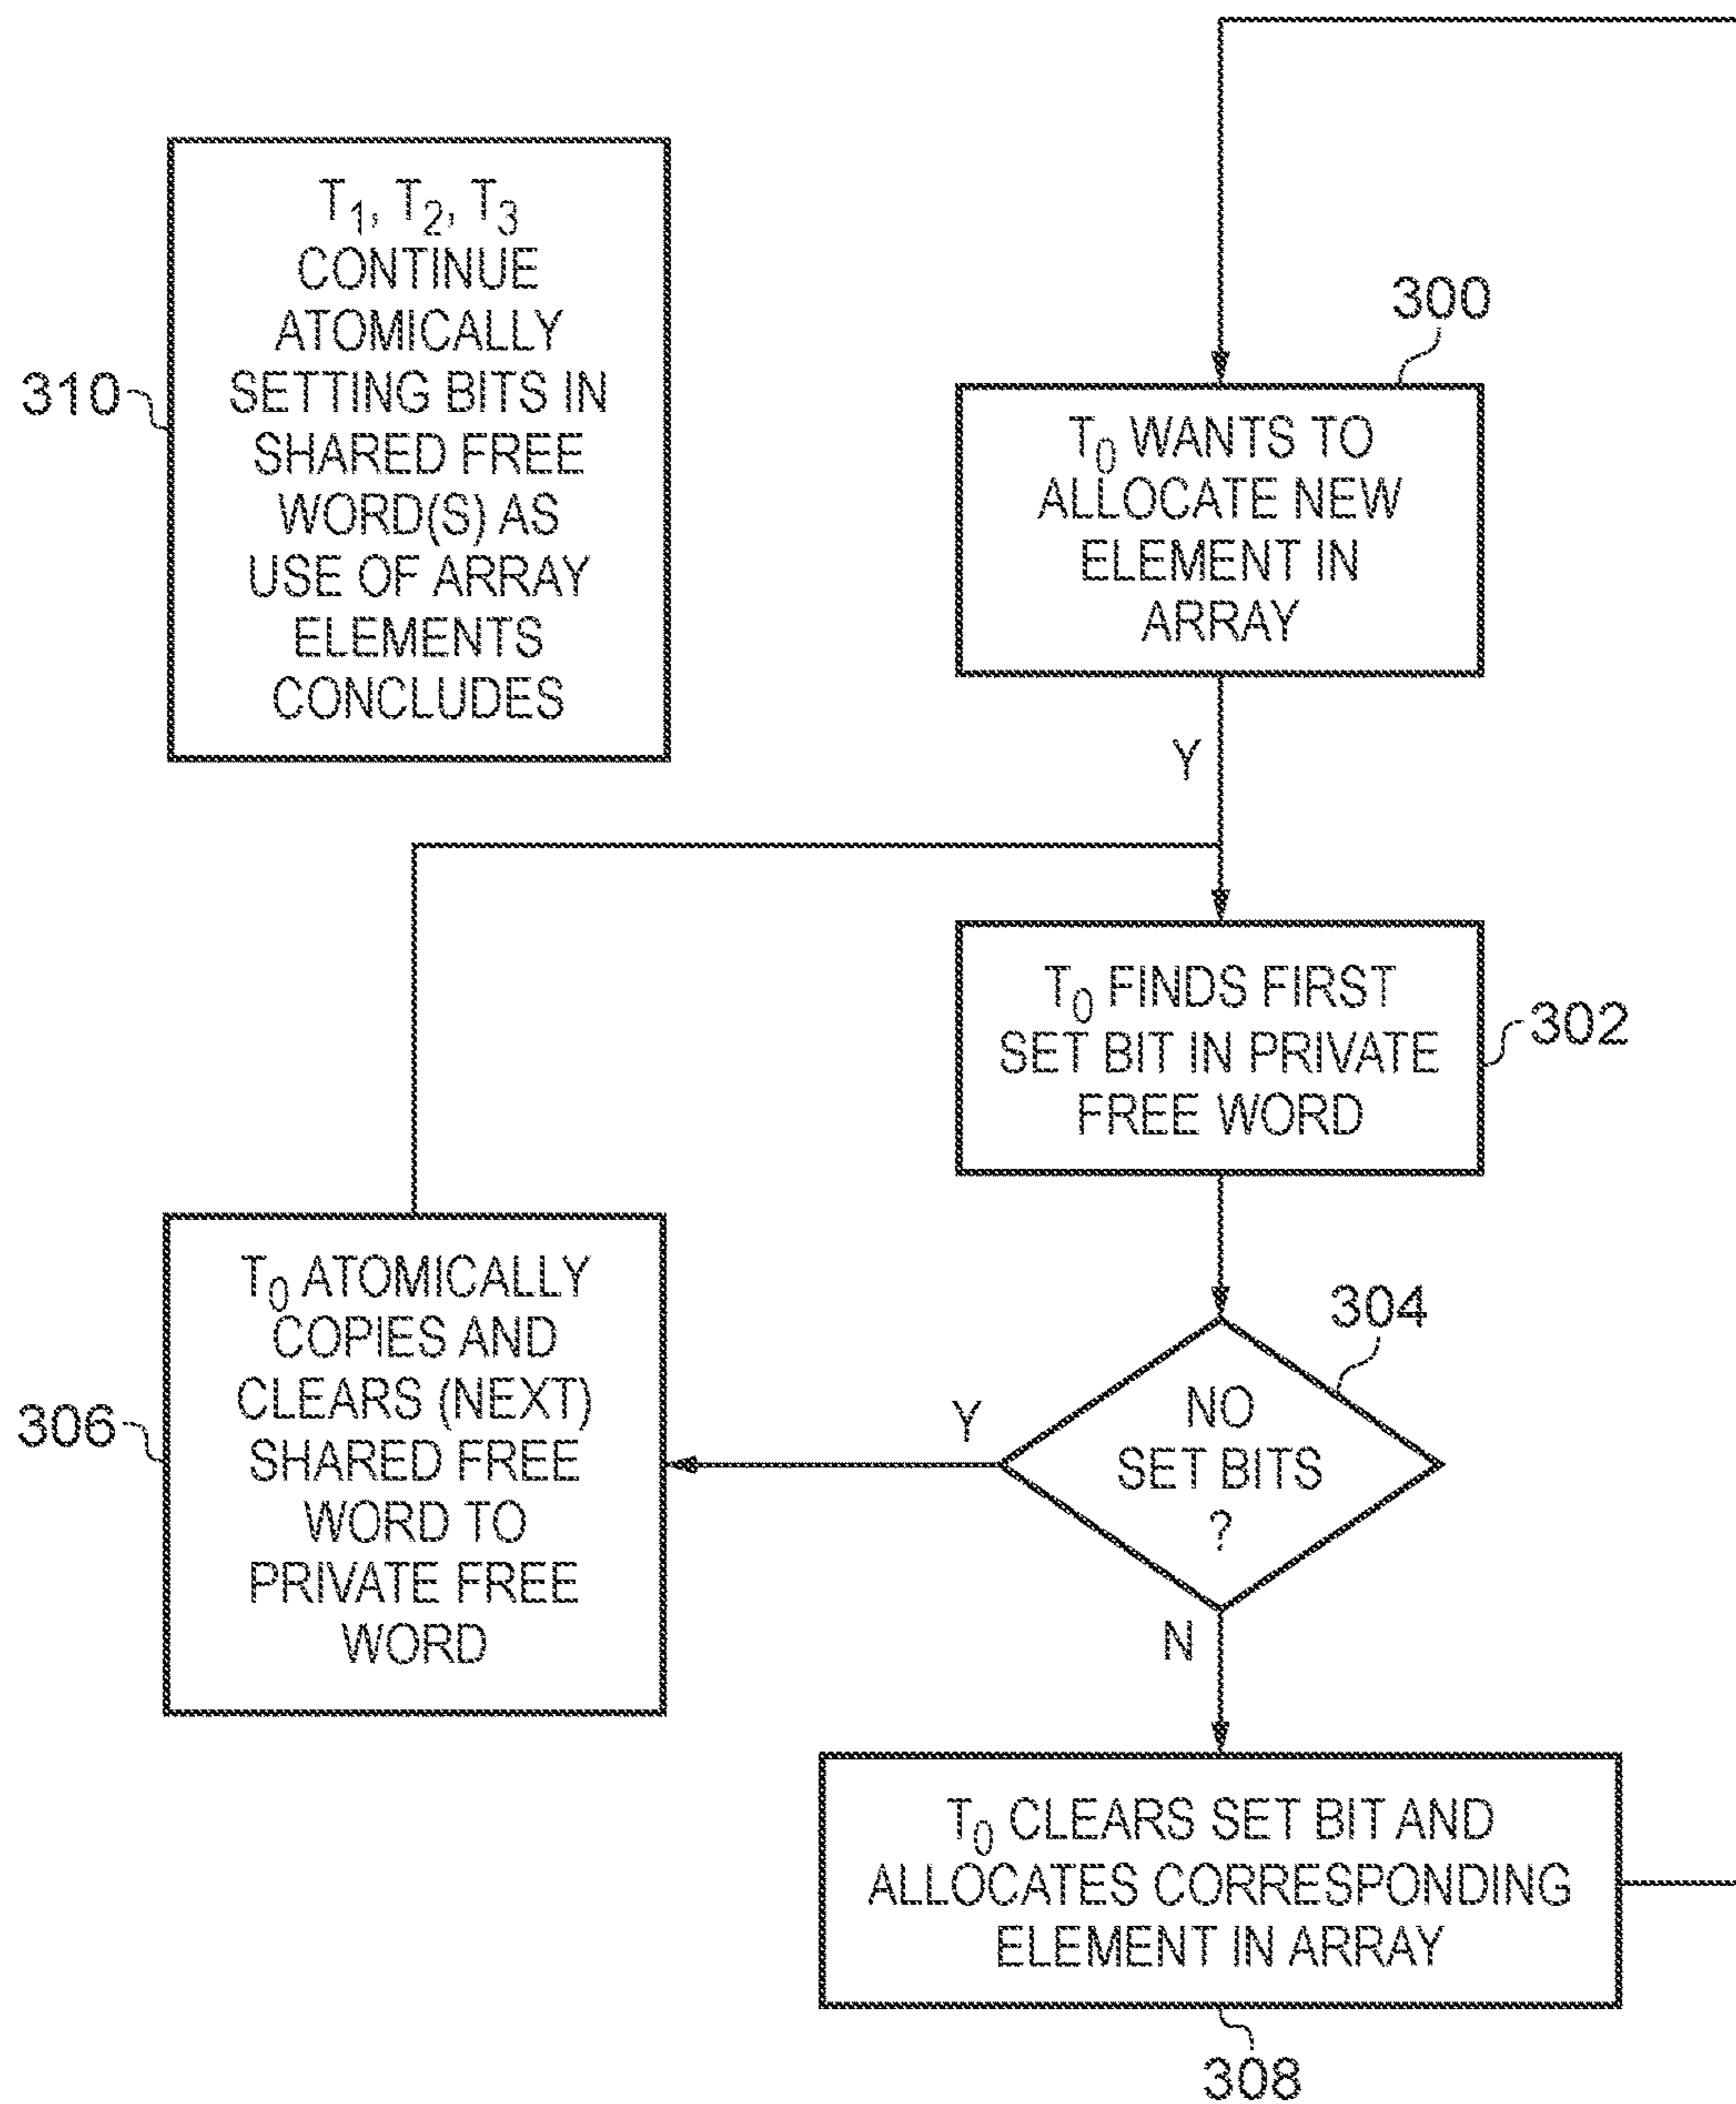 T1, T2, T3
CONTINUE
ATOMICALLY
SETTING BITS IN
SHARED FREE
WORD(S) AS
USE OF ARRAY
ELEMENTS
CONCLUDES
310
300
T0 WANTS TO
ALLOCATE NEW
ELEMENT IN
ARRAY
Y
T0 FINDS FIRST
SET BIT IN PRIVATE
FREE WORD
302
304
NO
SET BITS
?
Y
N
T0 ATOMICALLY
COPIES AND
CLEARS (NEXT)
SHARED FREE
WORD TO
PRIVATE FREE
WORD
306
T0 CLEARS SET BIT AND
ALLOCATES CORRESPONDING
ELEMENT IN ARRAY
308